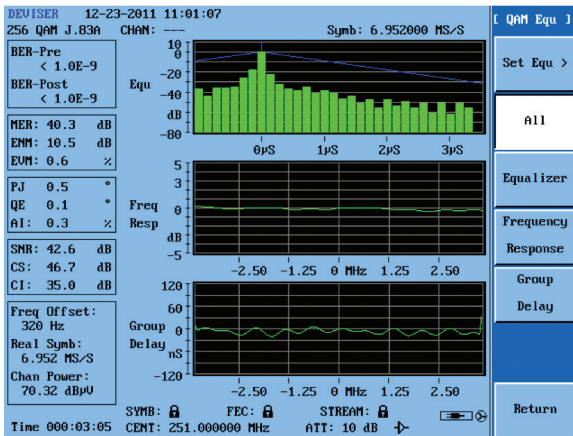 DEVISER 12-23-2011 11:01:07
256 QAM J.83A CHAN: --- Symb: 6.952000 MS/S
BER-Pre
< 1.0E-9
BER-Post
< 1.0E-9
MER: 40.3 dB
ENM: 10.5 dB
EVM: 0.6 %
PJ 0.5 °
QE 0.1 °
AI: 0.3 %
SNR: 42.6 dB
CS: 46.7 dB
CI: 35.0 dB
Freq Offset:
320 Hz
Real Symb:
6.952 MS/S
Chan Power:
70.32 dBμV
Time 000:03:05
Equ
dB
10
0
-20
-40
-80
0μS 1μS 2μS 3μS
Freq
Resp
dB
5
3
0
-5
-2.50 -1.25 0 MHz 1.25 2.50
Group
Delay
nS
120
60
0
-120
-2.50 -1.25 0 MHz 1.25 2.50
SYMB: FEC: STREAM:
CENT: 251.000000 MHz ATT: 10 dB
[ QAM Equ ]
Set Equ >
All
Equalizer
Frequency
Response
Group
Delay
Return